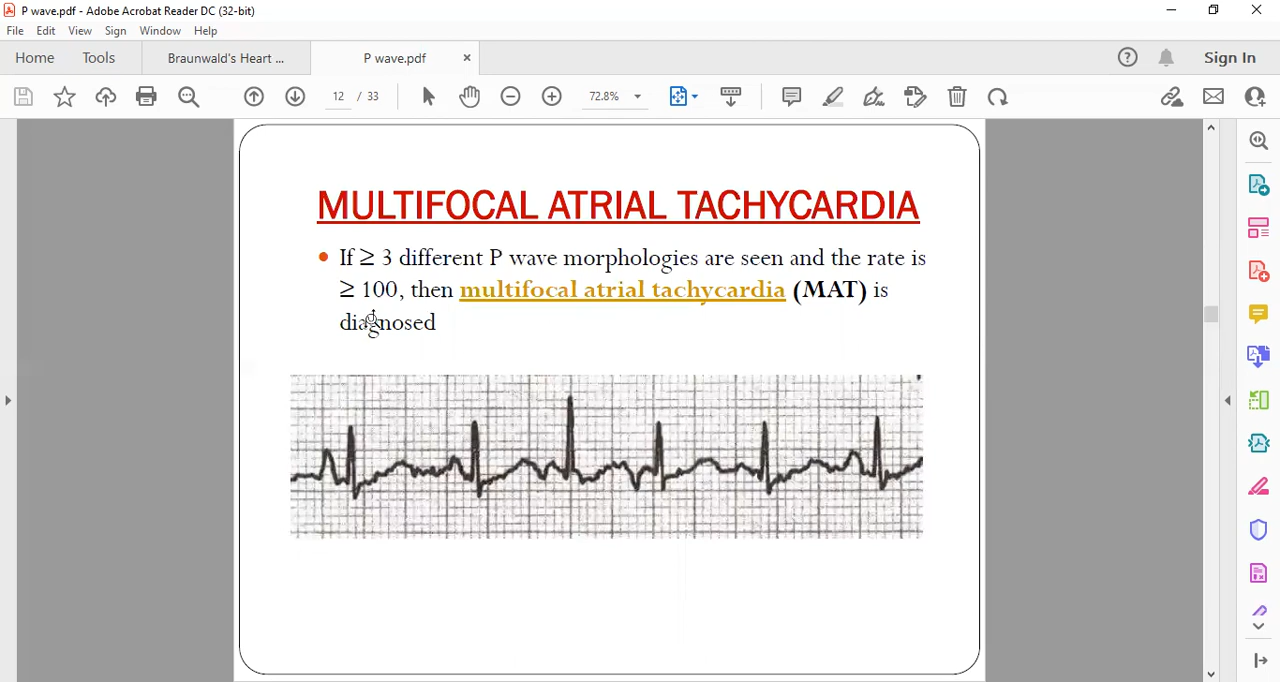 P wave.pdf - Adobe Acrobat Reader DC (32-bit)
File Edit View Sign Window Help
Home Tools Braunwald's Heart ... P wave.pdf × Sign In
12 / 33 72.8%
MULTIFOCAL ATRIAL TACHYCARDIA
• If ≥ 3 different P wave morphologies are seen and the rate is
≥ 100, then multifocal atrial tachycardia (MAT) is
diagnosed